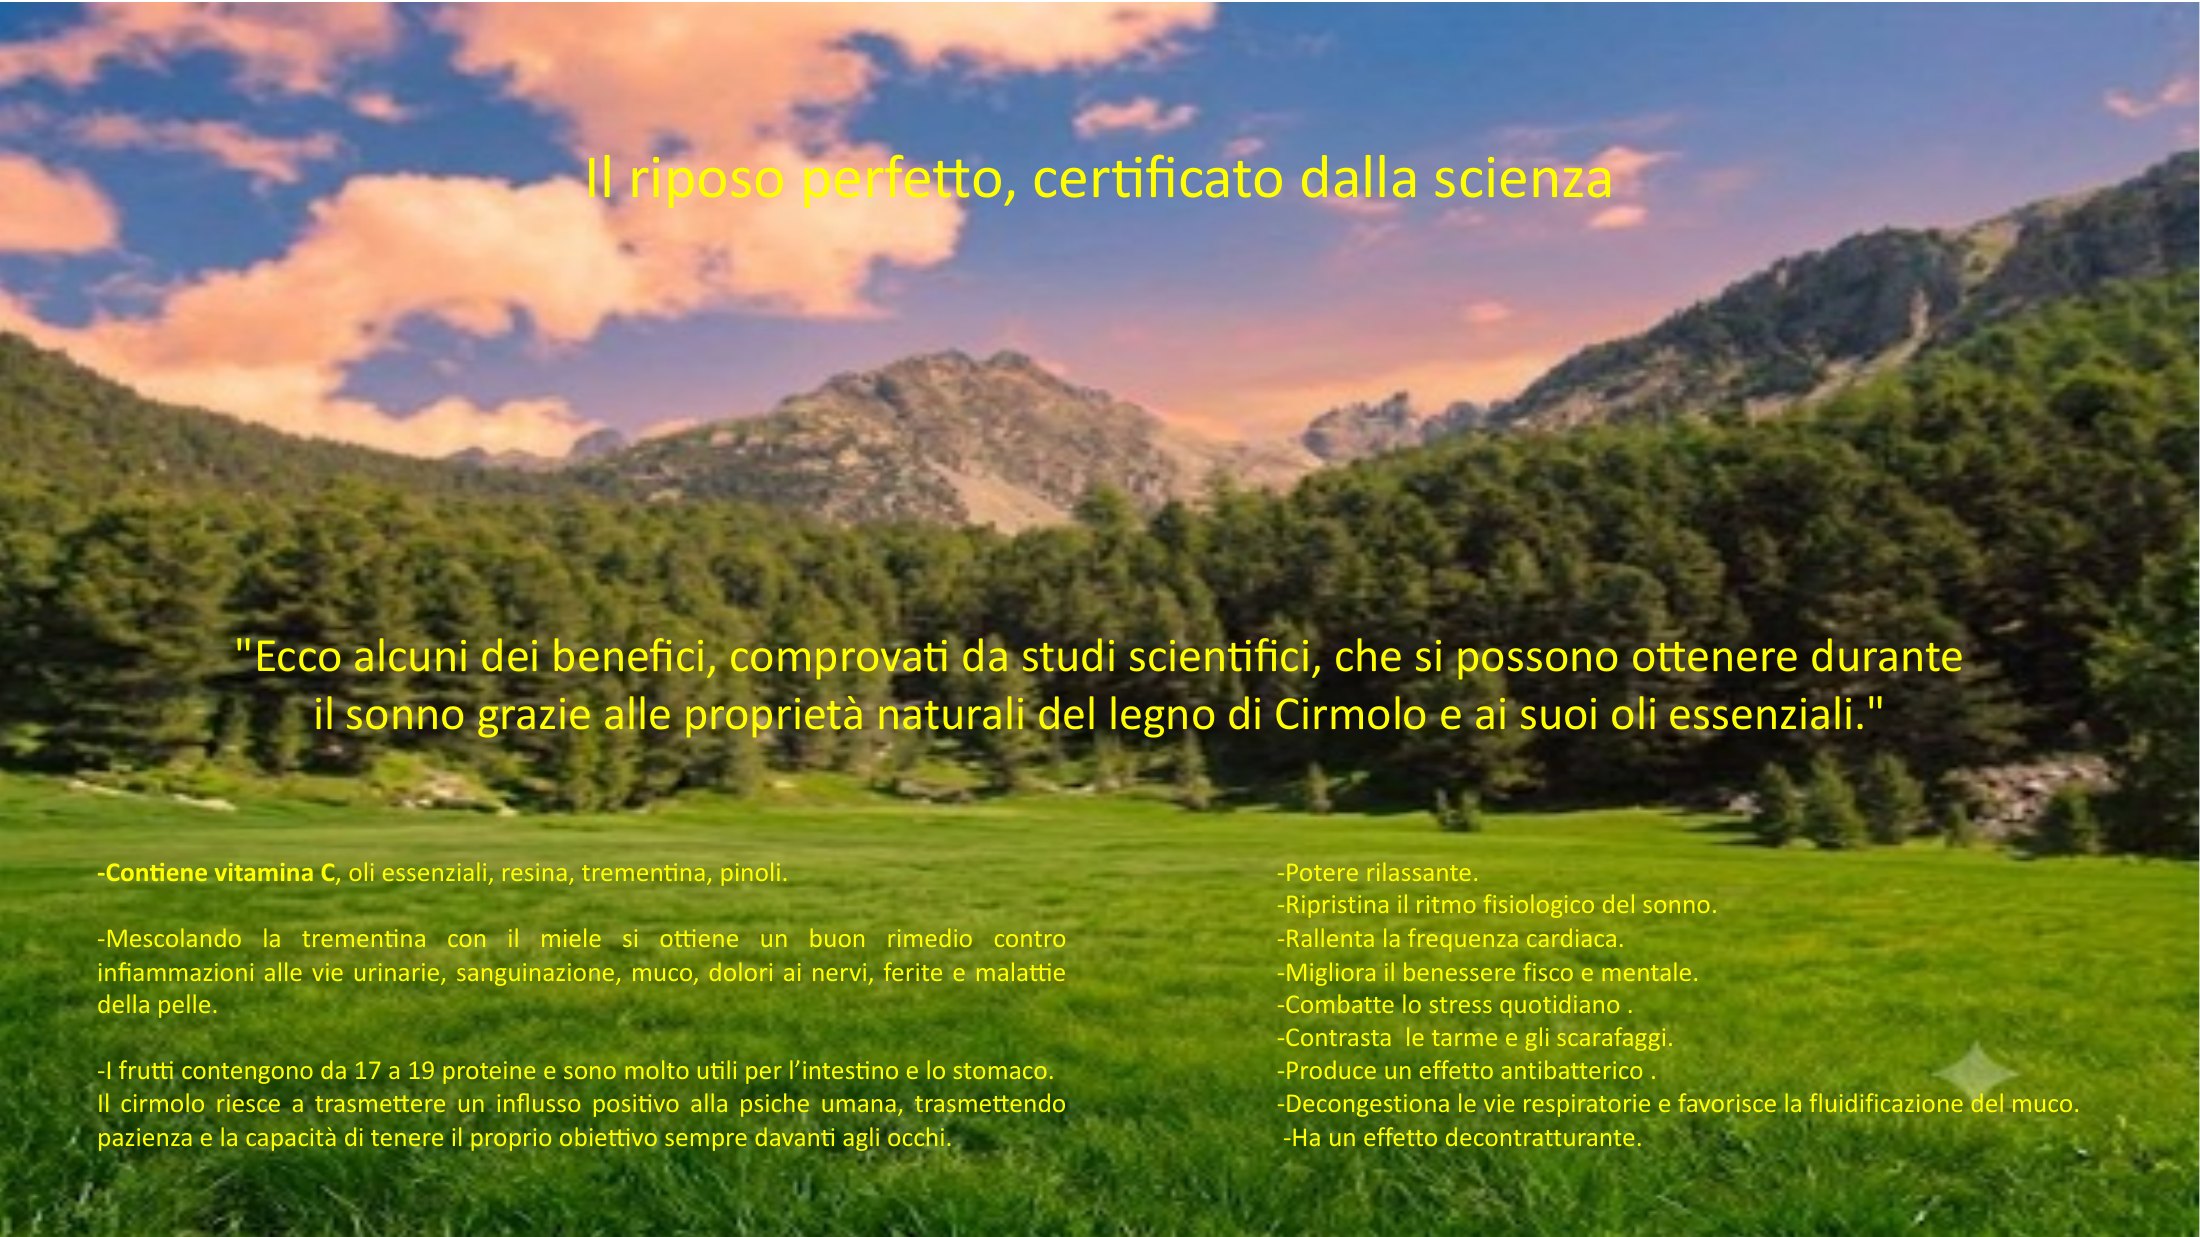 Il riposo perfetto, certificato dalla scienza
"Ecco alcuni dei benefici, comprovati da studi scientifici, che si possono ottenere durante
il sonno grazie alle proprietà naturali del legno di Cirmolo e ai suoi oli essenziali."
-Contiene vitamina C, oli essenziali, resina, trementina, pinoli.
-Mescolando la trementina con il miele si ottiene un buon rimedio contro
infiammazioni alle vie urinarie, sanguinazione, muco, dolori ai nervi, ferite e malattie
della pelle.
-I frutti contengono da 17 a 19 proteine e sono molto utili per l’intestino e lo stomaco.
Il cirmolo riesce a trasmettere un influsso positivo alla psiche umana, trasmettendo
pazienza e la capacità di tenere il proprio obiettivo sempre davanti agli occhi.
-Potere rilassante.
-Ripristina il ritmo fisiologico del sonno.
-Rallenta la frequenza cardiaca.
-Migliora il benessere fisco e mentale.
-Combatte lo stress quotidiano .
-Contrasta  le tarme e gli scarafaggi.
-Produce un effetto antibatterico .
-Decongestiona le vie respiratorie e favorisce la fluidificazione del muco.
-Ha un effetto decontratturante.